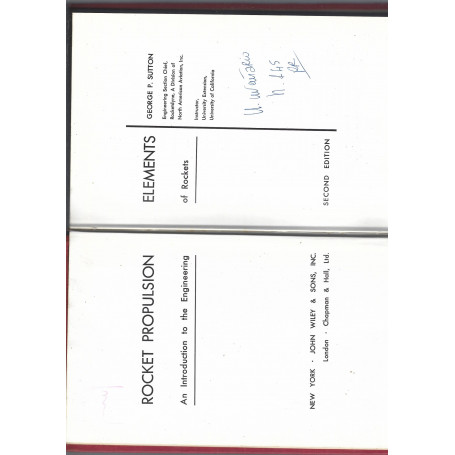 ROCKET PROPULSION ELEMENTS
An Introduction to the Engineering of Rockets
GEORGE P. SUTTON
Engineering Section Chief,
Rocketdyne, A Division of
North American Aviation, Inc.
Instructor,
University Extension,
University of California
NEW YORK · JOHN WILEY & SONS, INC.
London · Chapman & Hall, Ltd.
SECOND EDITION